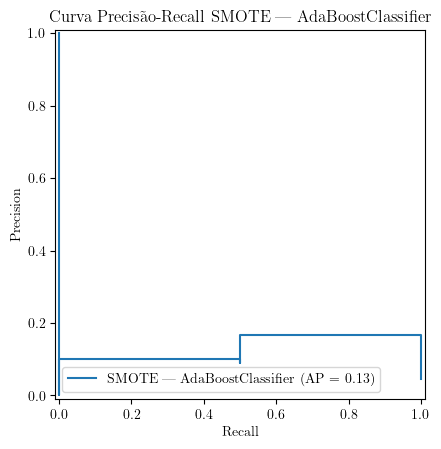 Curva Precisão-Recall SMOTE — AdaBoostClassifier
1.0
0.8
0.6
0.4
0.2
0.0
Precision
SMOTE — AdaBoostClassifier (AP = 0.13)
0.0 0.2 0.4 0.6 0.8 1.0
Recall